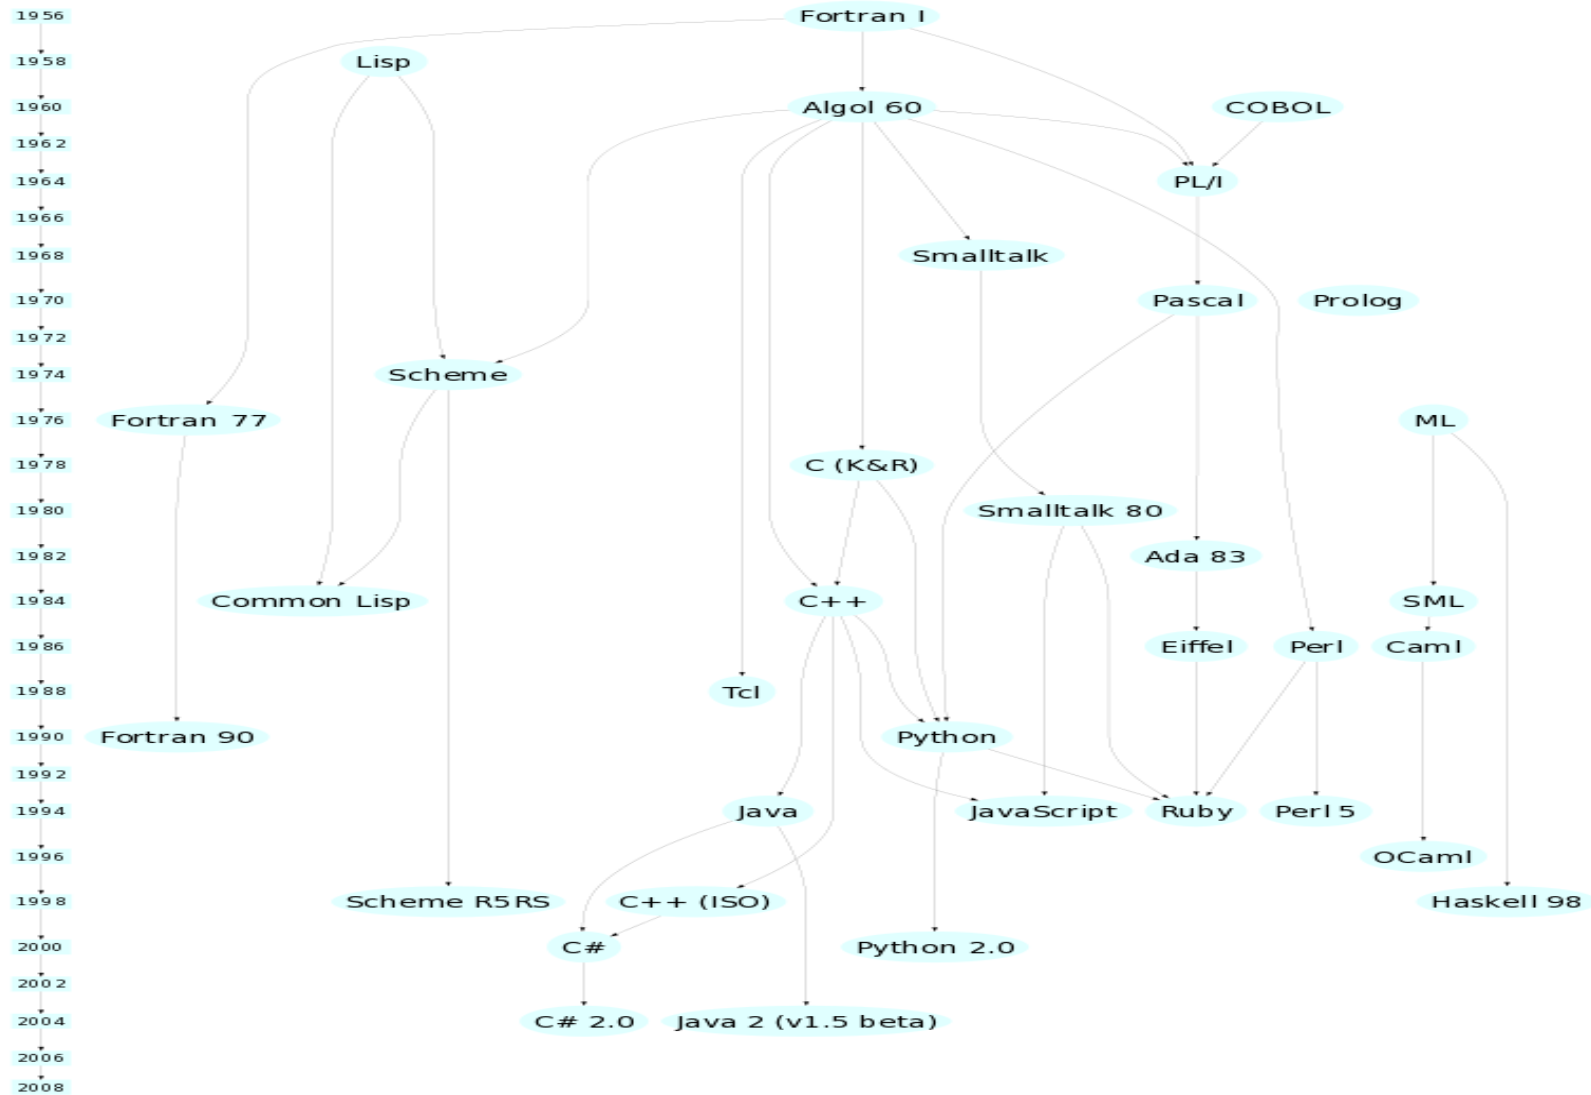 1956
Fortran I
1958
Lisp
1960
Algol 60
COBOL
1962
1964
PL/I
1966
1968
Smalltalk
1970
Pascal
Prolog
1972
1974
Scheme
1976
Fortran 77
ML
1978
C (K&R)
1980
Smalltalk 80
1982
Ada 83
1984
Common Lisp
C++
SML
1986
Eiffel
Perl
Caml
1988
Tcl
1990
Fortran 90
Python
1992
1994
Java
JavaScript
Ruby
Perl 5
1996
OCaml
1998
Scheme R5RS
C++ (ISO)
Haskell 98
2000
C#
Python 2.0
2002
2004
C# 2.0
Java 2 (v1.5 beta)
2006
2008